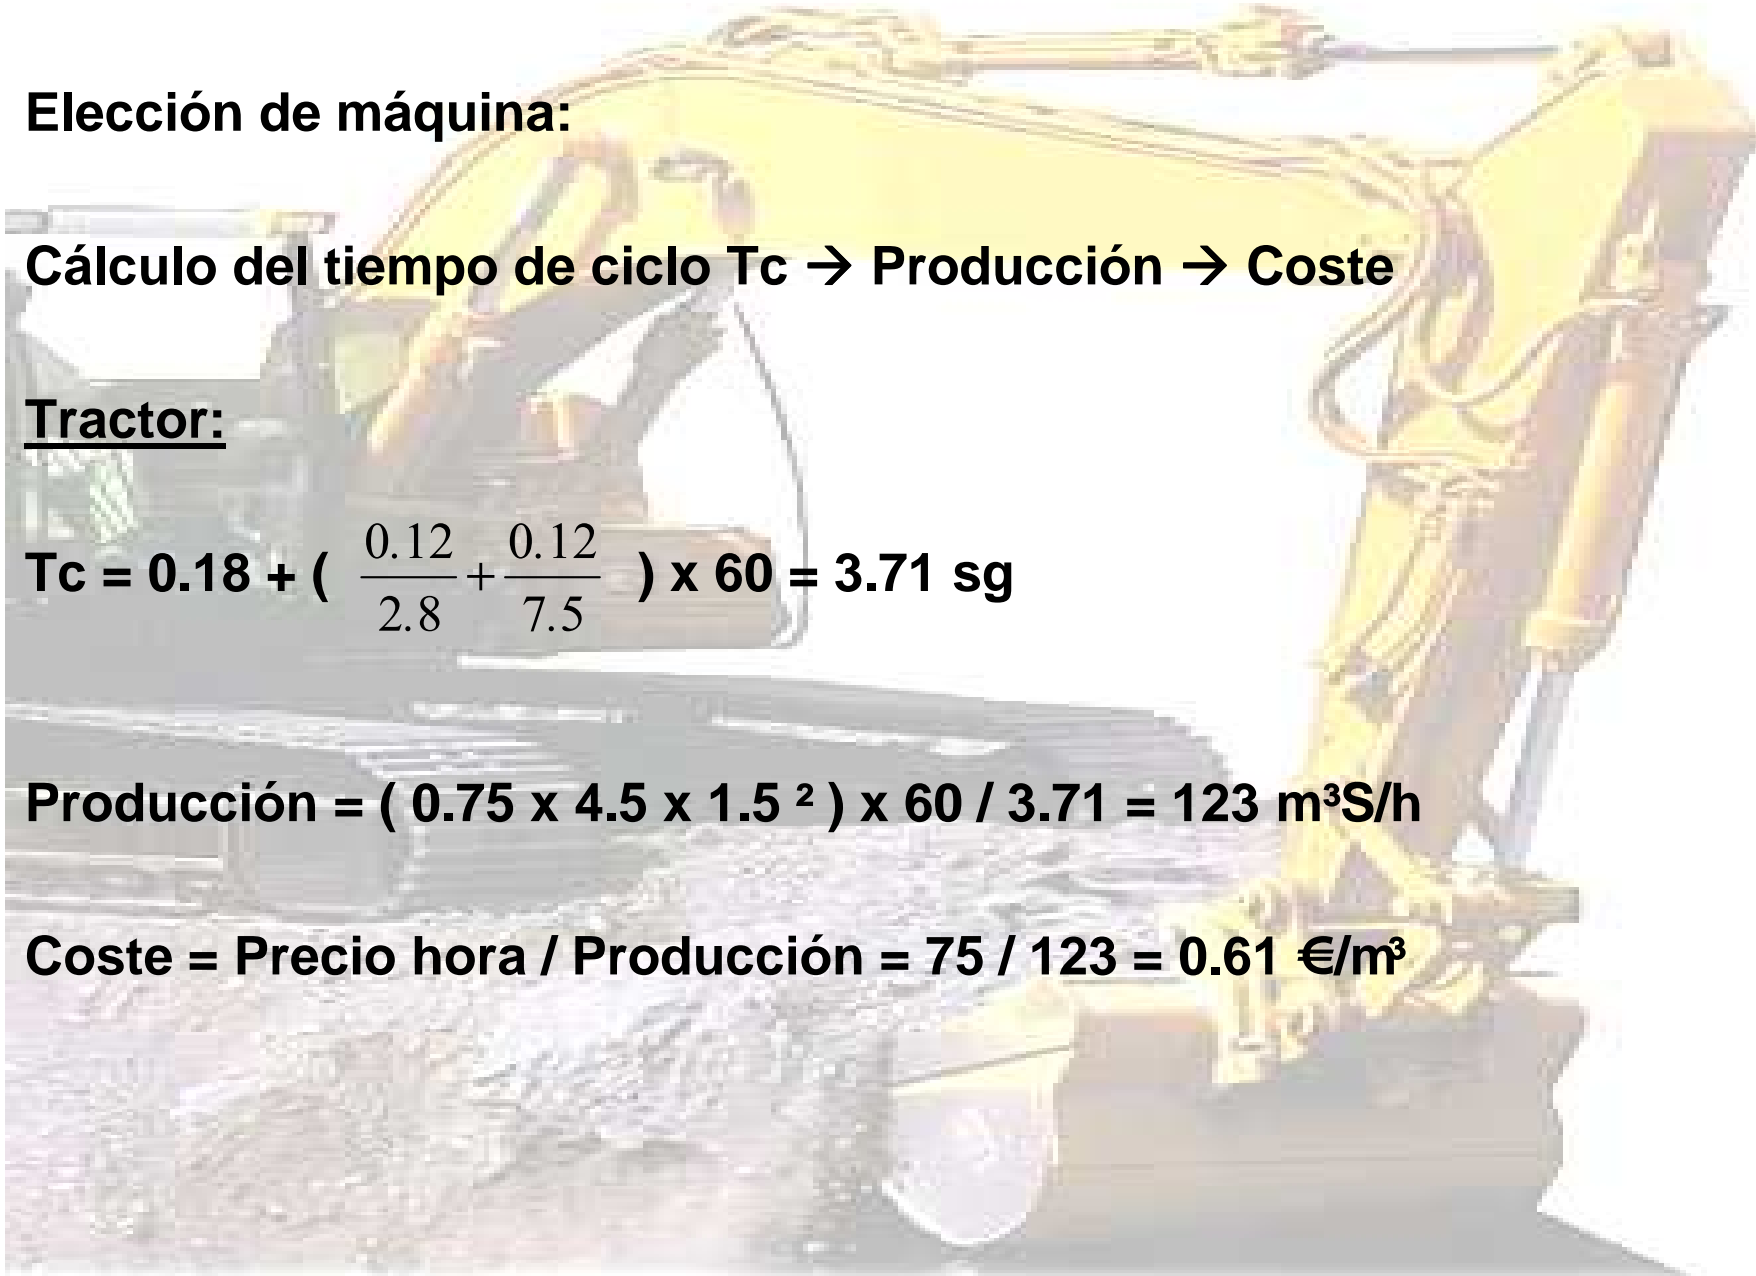 Elección de máquina:
Cálculo del tiempo de ciclo Tc → Producción → Coste
Tractor:
Tc = 0.18 + ( 0.12/2.8 + 0.12/7.5 ) x 60 = 3.71 sg
Producción = ( 0.75 x 4.5 x 1.5 ² ) x 60 / 3.71 = 123 m³S/h
Coste = Precio hora / Producción = 75 / 123 = 0.61 €/m³